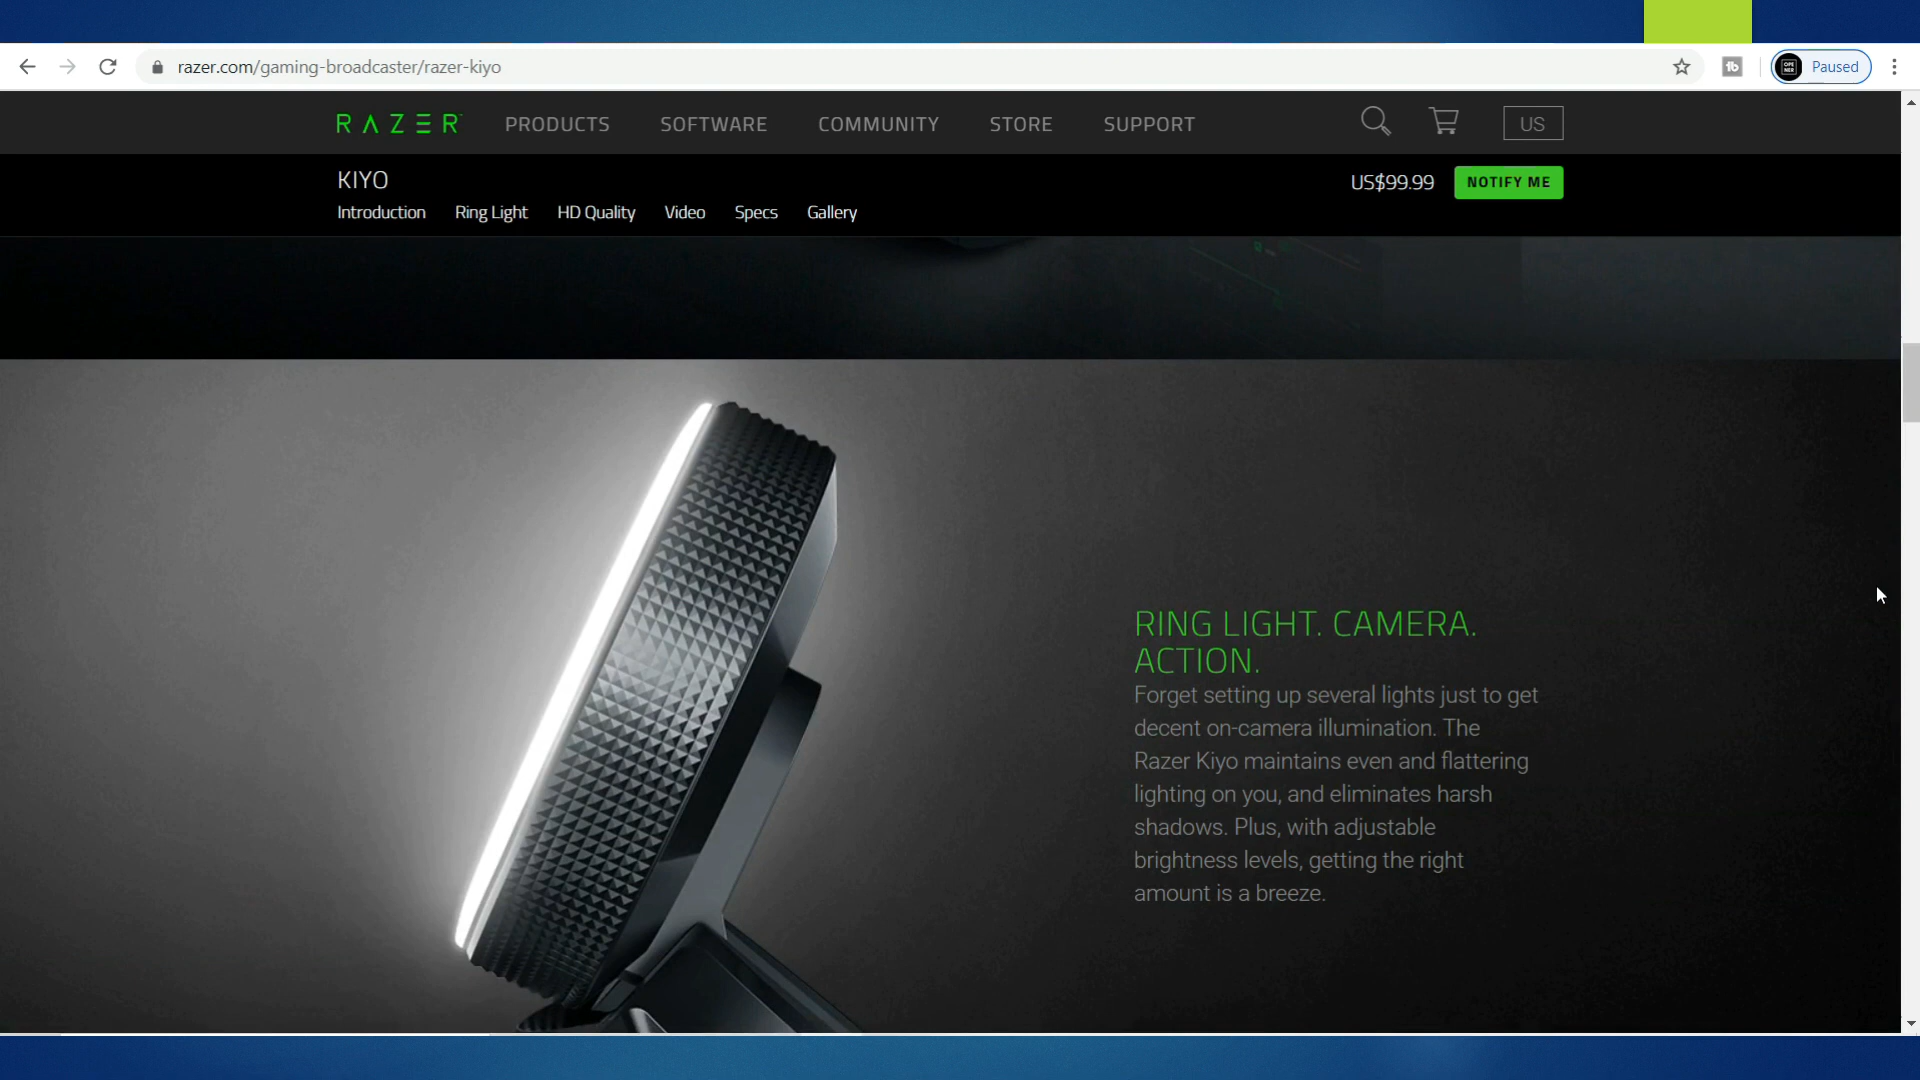 razer.com/gaming-broadcaster/razer-kiyo
Paused
RAZER PRODUCTS SOFTWARE COMMUNITY STORE SUPPORT US
KIYO
US$99.99 NOTIFY ME
Introduction Ring Light HD Quality Video Specs Gallery
RING LIGHT. CAMERA.
ACTION.
Forget setting up several lights just to get
decent on-camera illumination. The
Razer Kiyo maintains even and flattering
lighting on you, and eliminates harsh
shadows. Plus, with adjustable
brightness levels, getting the right
amount is a breeze.